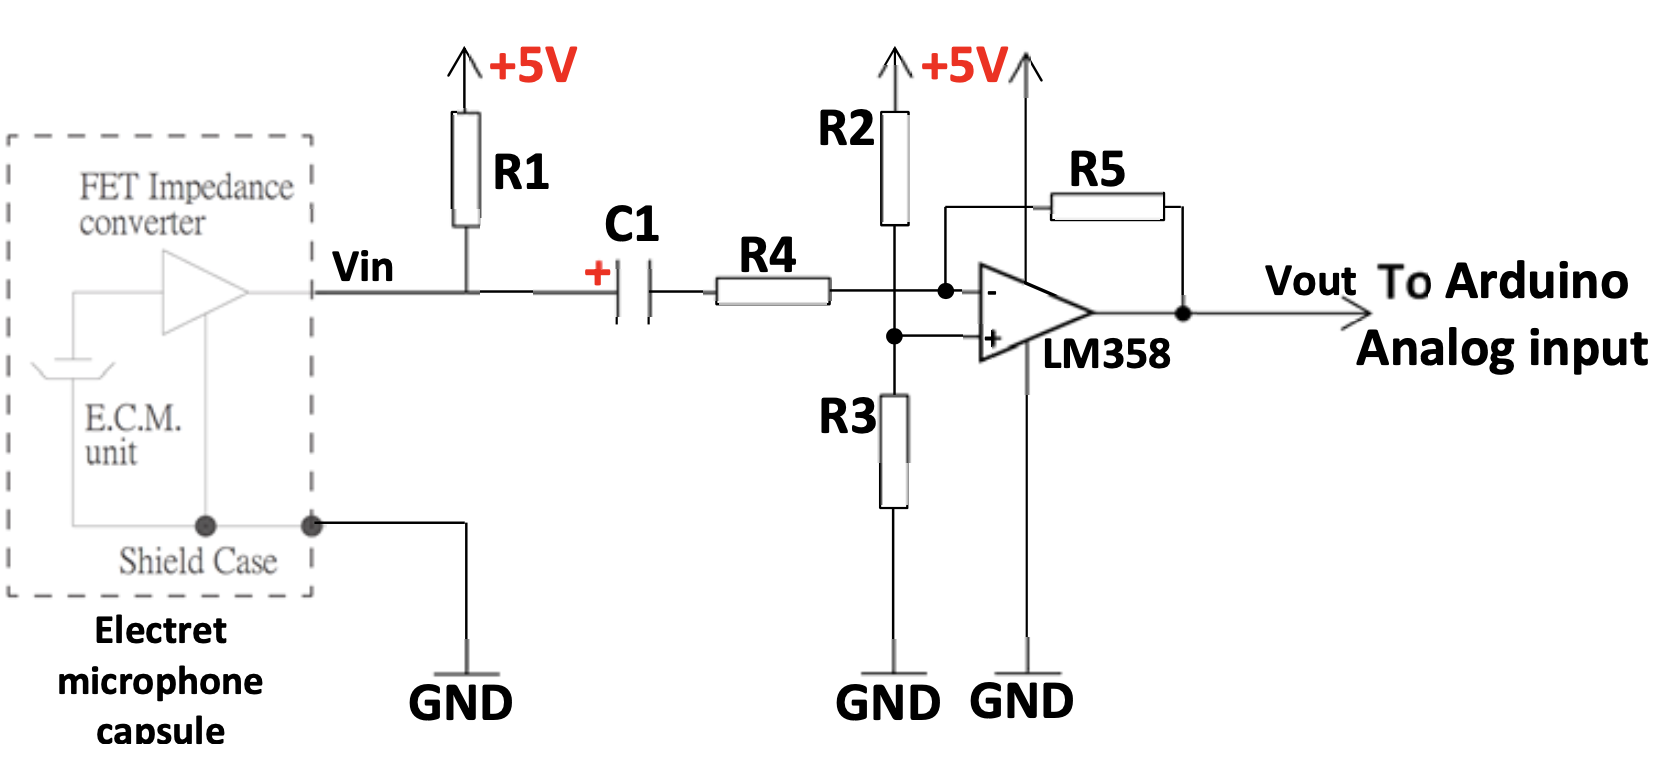 +5V
+5V
R2
R1
R5
FET Impedance
converter
C1
R4
Vin
+
-
+
Vout To Arduino
Analog input
LM358
R3
E.C.M.
unit
Shield Case
Electret
microphone
capsule
GND
GND
GND